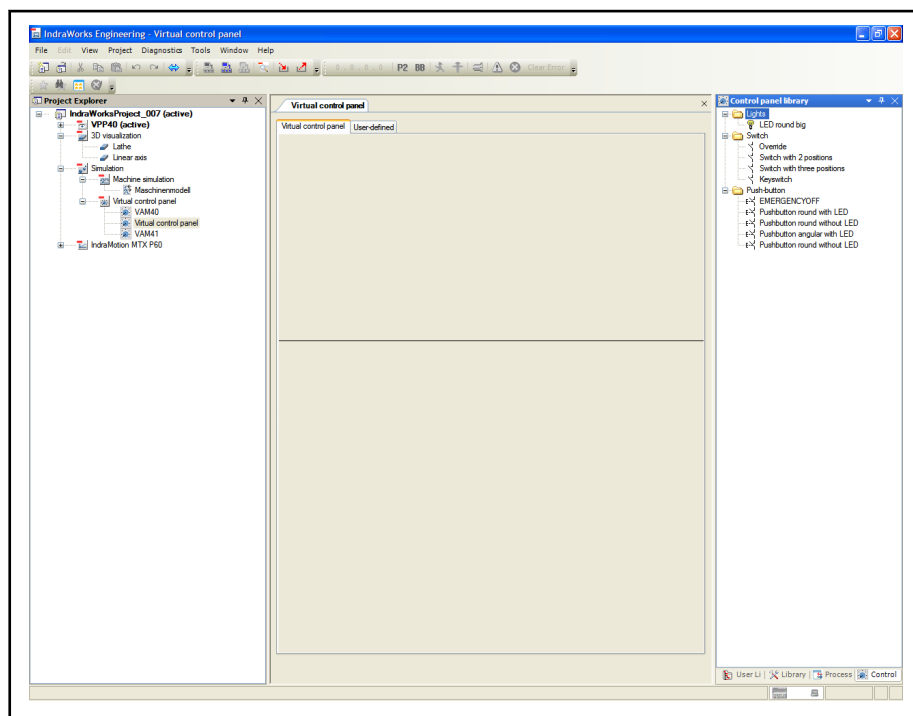 IndraWorks Engineering - Virtual control panel
File Edit View Project Diagnostics Tools Window Help
P2 BB Clear Error
Project Explorer
IndraWorksProject_007 (active)
VPP40 (active)
3D visualization
Lathe
Linear axis
Simulation
Machine simulation
Maschinenmodell
Virtual control panel
VAM40
Virtual control panel
VAM41
IndraMotion MTX P60
Virtual control panel
Virtual control panel User-defined
Control panel library
Lights
LED round big
Switch
Override
Switch with 2 positions
Switch with three positions
Keyswitch
Push-button
EMERGENCYOFF
Pushbutton round with LED
Pushbutton round without LED
Pushbutton angular with LED
Pushbutton round without LED
User Li Library Process Control